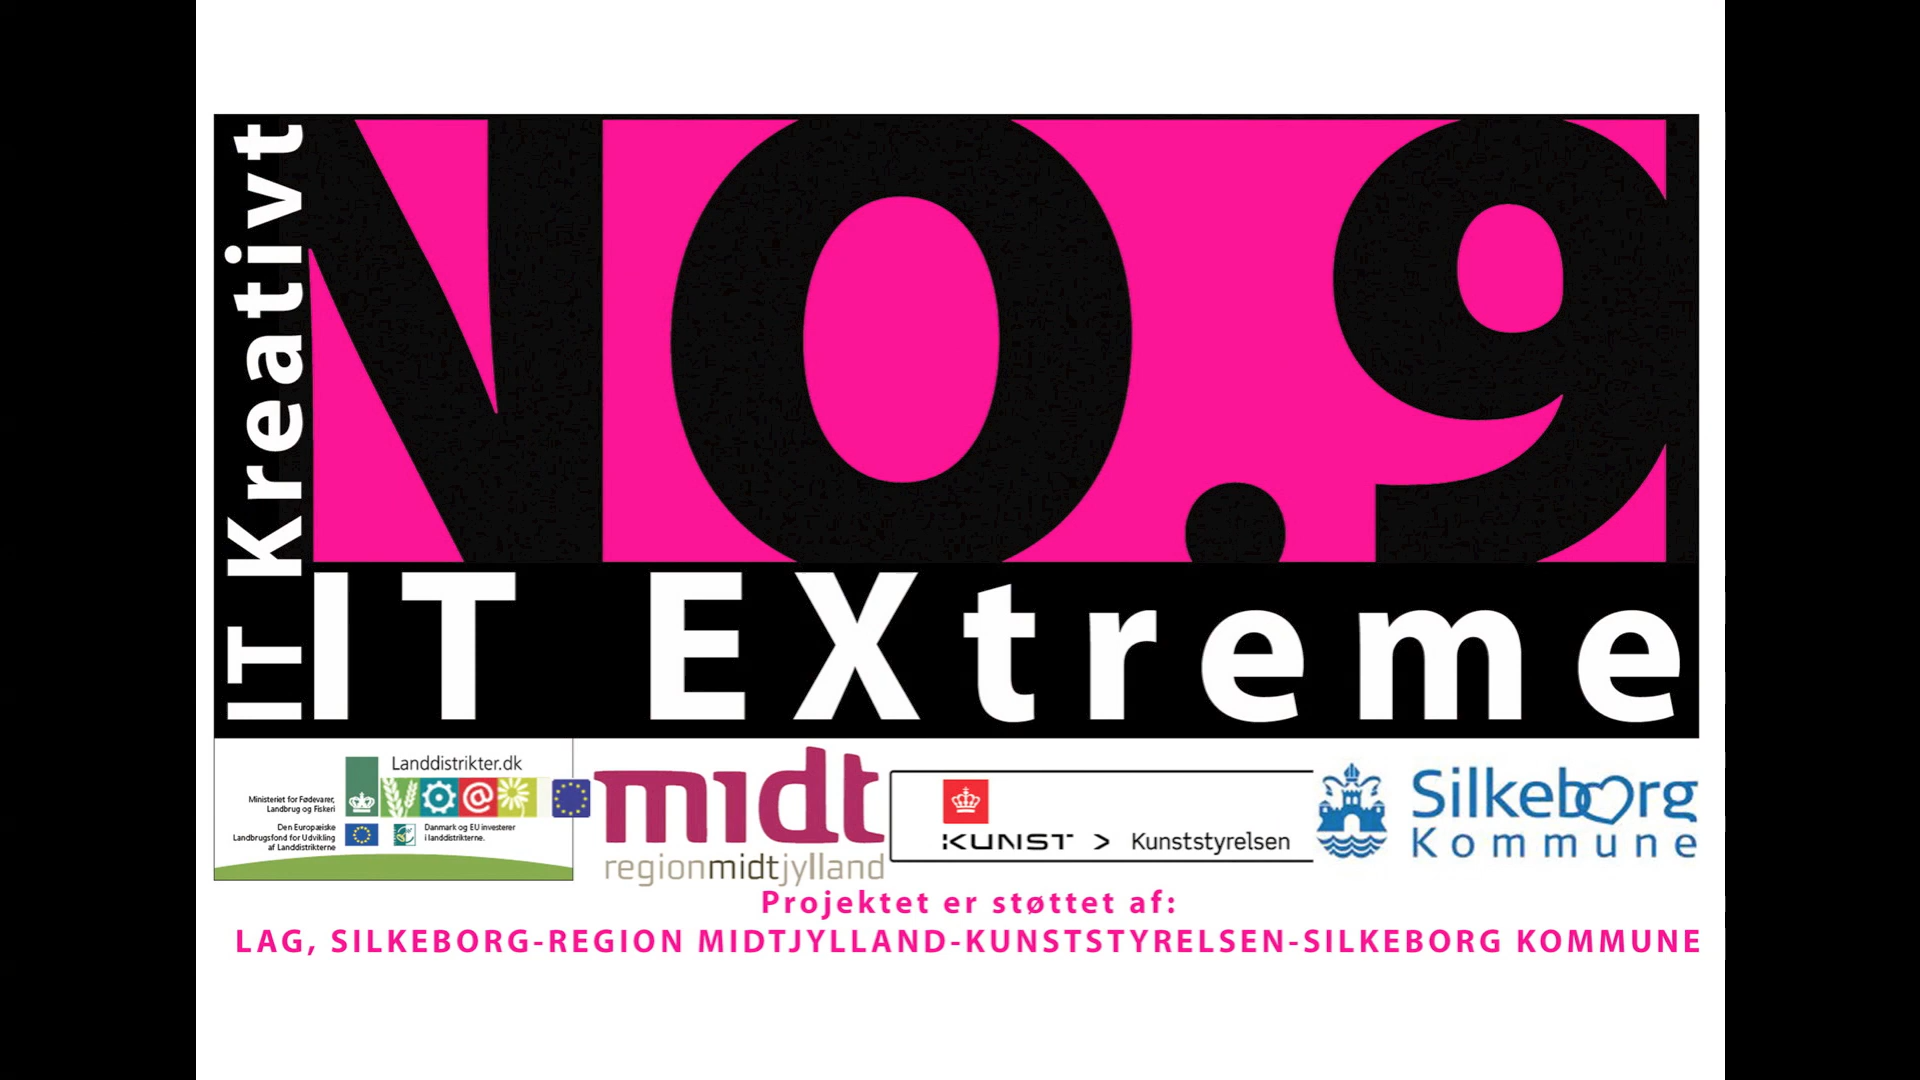 IT Kreativt
NO.9
IT EXtreme
Landdistrikter.dk
Ministeriet for Fødevarer,
Landbrug og Fiskeri
Den Europæiske
Landbrugsfond for Udvikling
af Landdistrikterne
Danmark og EU investerer
i landdistrikterne.
midt
regionmidtjylland
KUNST > Kunststyrelsen
Silkeborg
Kommune
Projektet er støttet af:
LAG, SILKEBORG-REGION MIDTJYLLAND-KUNSTSTYRELSEN-SILKEBORG KOMMUNE